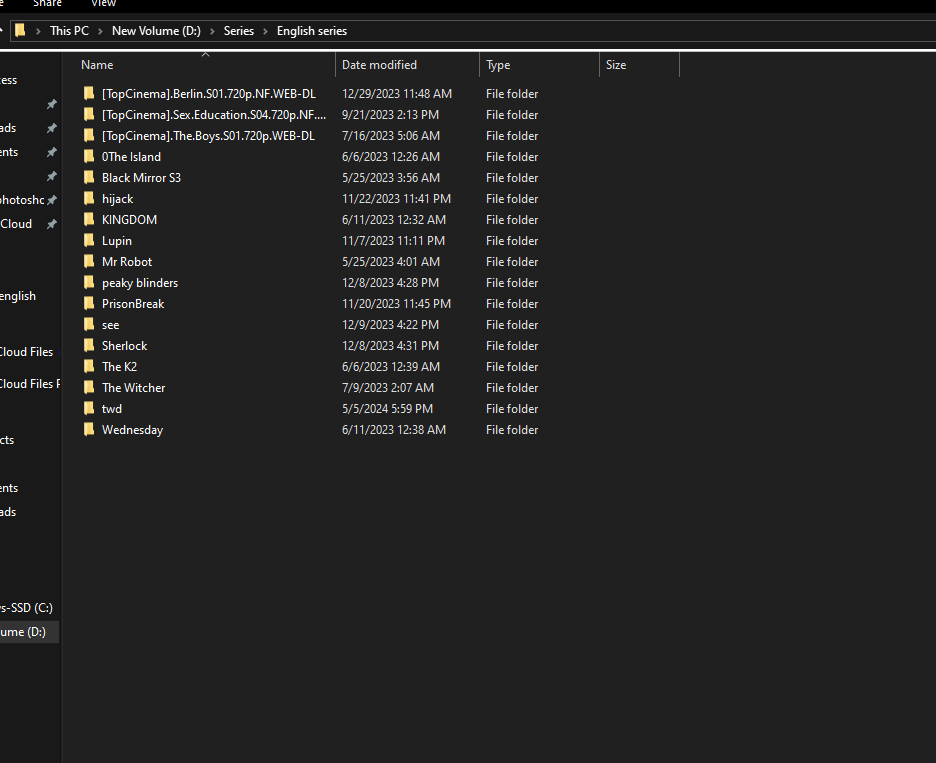 Share View
This PC > New Volume (D:) > Series > English series
Name Date modified Type Size
[TopCinema].Berlin.S01.720p.NF.WEB-DL 12/29/2023 11:48 AM File folder
[TopCinema].Sex.Education.S04.720p.NF.... 9/21/2023 2:13 PM File folder
[TopCinema].The.Boys.S01.720p.WEB-DL 7/16/2023 5:06 AM File folder
0The Island 6/6/2023 12:26 AM File folder
Black Mirror S3 5/25/2023 3:56 AM File folder
hijack 11/22/2023 11:41 PM File folder
KINGDOM 6/11/2023 12:32 AM File folder
Lupin 11/7/2023 11:11 PM File folder
Mr Robot 5/25/2023 4:01 AM File folder
peaky blinders 12/8/2023 4:28 PM File folder
PrisonBreak 11/20/2023 11:45 PM File folder
see 12/9/2023 4:22 PM File folder
Sherlock 12/8/2023 4:31 PM File folder
The K2 6/6/2023 12:39 AM File folder
The Witcher 7/9/2023 2:07 AM File folder
twd 5/5/2024 5:59 PM File folder
Wednesday 6/11/2023 12:38 AM File folder
ess
ads
ents
photosho
Cloud
english
Cloud Files
Cloud Files F
cts
ents
ads
s-SSD (C:)
ume (D:)